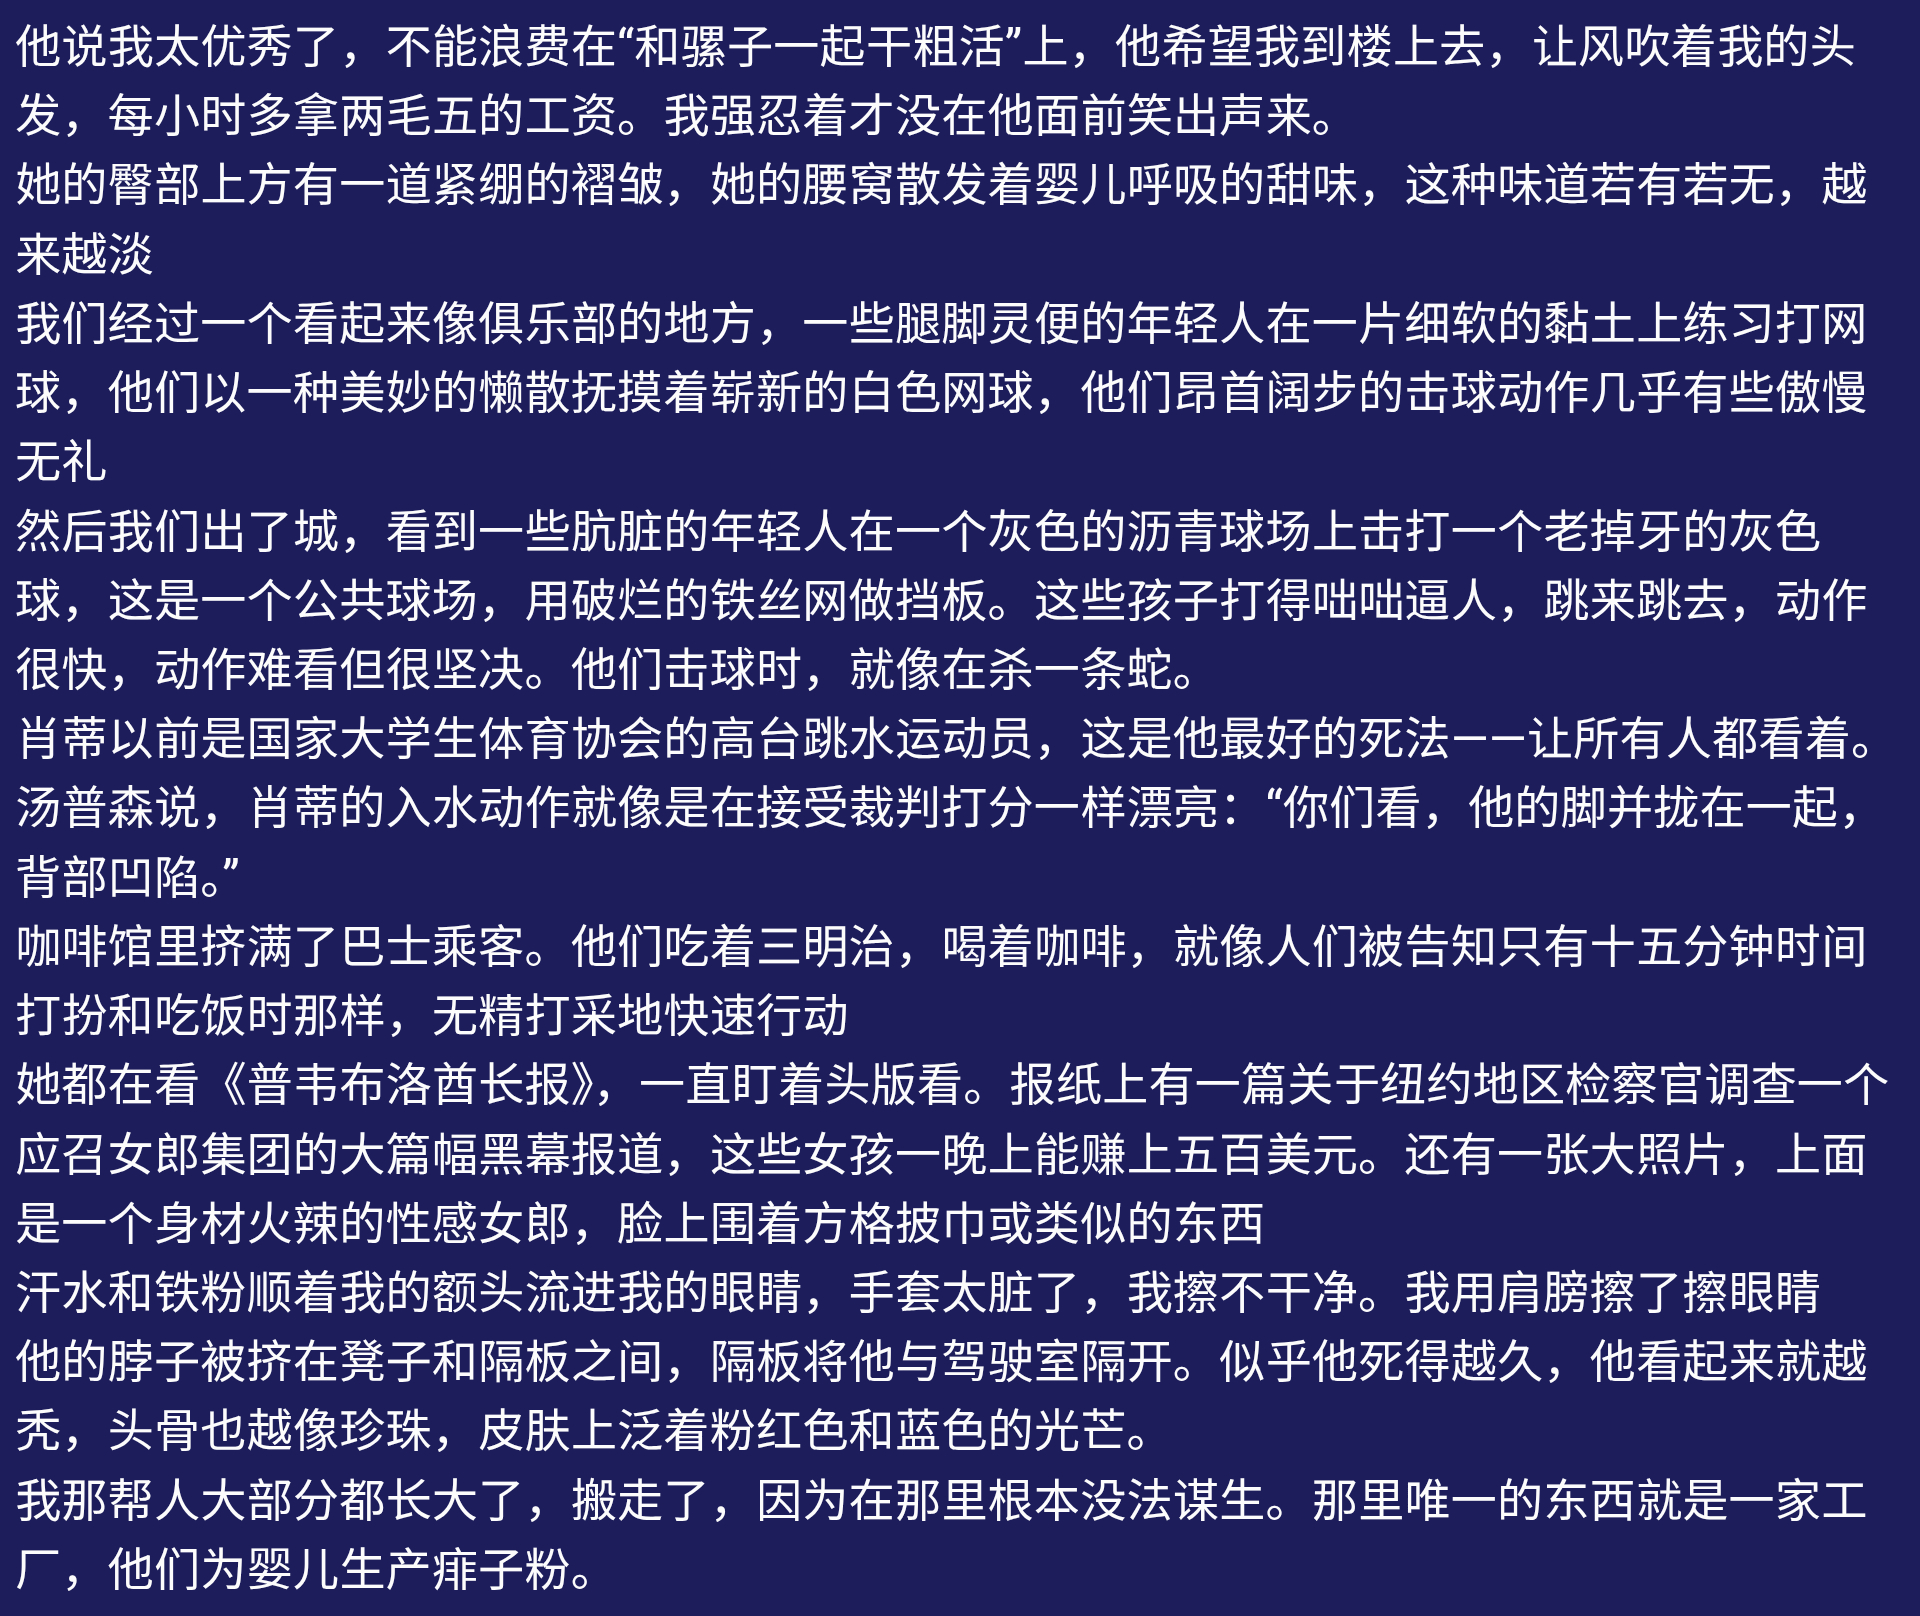 他说我太优秀了，不能浪费在“和骡子一起干粗活”上，他希望我到楼上去，让风吹着我的头
发，每小时多拿两毛五的工资。我强忍着才没在他面前笑出声来。
她的臀部上方有一道紧绷的褶皱，她的腰窝散发着婴儿呼吸的甜味，这种味道若有若无，越
来越淡
我们经过一个看起来像俱乐部的地方，一些腿脚灵便的年轻人在一片细软的黏土上练习打网
球，他们以一种美妙的懒散抚摸着崭新的白色网球，他们昂首阔步的击球动作几乎有些傲慢
无礼
然后我们出了城，看到一些肮脏的年轻人在一个灰色的沥青球场上击打一个老掉牙的灰色
球，这是一个公共球场，用破烂的铁丝网做挡板。这些孩子打得咄咄逼人，跳来跳去，动作
很快，动作难看但很坚决。他们击球时，就像在杀一条蛇。
肖蒂以前是国家大学生体育协会的高台跳水运动员，这是他最好的死法——让所有人都看着。
汤普森说，肖蒂的入水动作就像是在接受裁判打分一样漂亮：“你们看，他的脚并拢在一起，
背部凹陷。”
咖啡馆里挤满了巴士乘客。他们吃着三明治，喝着咖啡，就像人们被告知只有十五分钟时间
打扮和吃饭时那样，无精打采地快速行动
她都在看《普韦布洛酋长报》，一直盯着头版看。报纸上有一篇关于纽约地区检察官调查一个
应召女郎集团的大篇幅黑幕报道，这些女孩一晚上能赚上五百美元。还有一张大照片，上面
是一个身材火辣的性感女郎，脸上围着方格披巾或类似的东西
汗水和铁粉顺着我的额头流进我的眼睛，手套太脏了，我擦不干净。我用肩膀擦了擦眼睛
他的脖子被挤在凳子和隔板之间，隔板将他与驾驶室隔开。似乎他死得越久，他看起来就越
秃，头骨也越像珍珠，皮肤上泛着粉红色和蓝色的光芒。
我那帮人大部分都长大了，搬走了，因为在那里根本没法谋生。那里唯一的东西就是一家工
厂，他们为婴儿生产痱子粉。